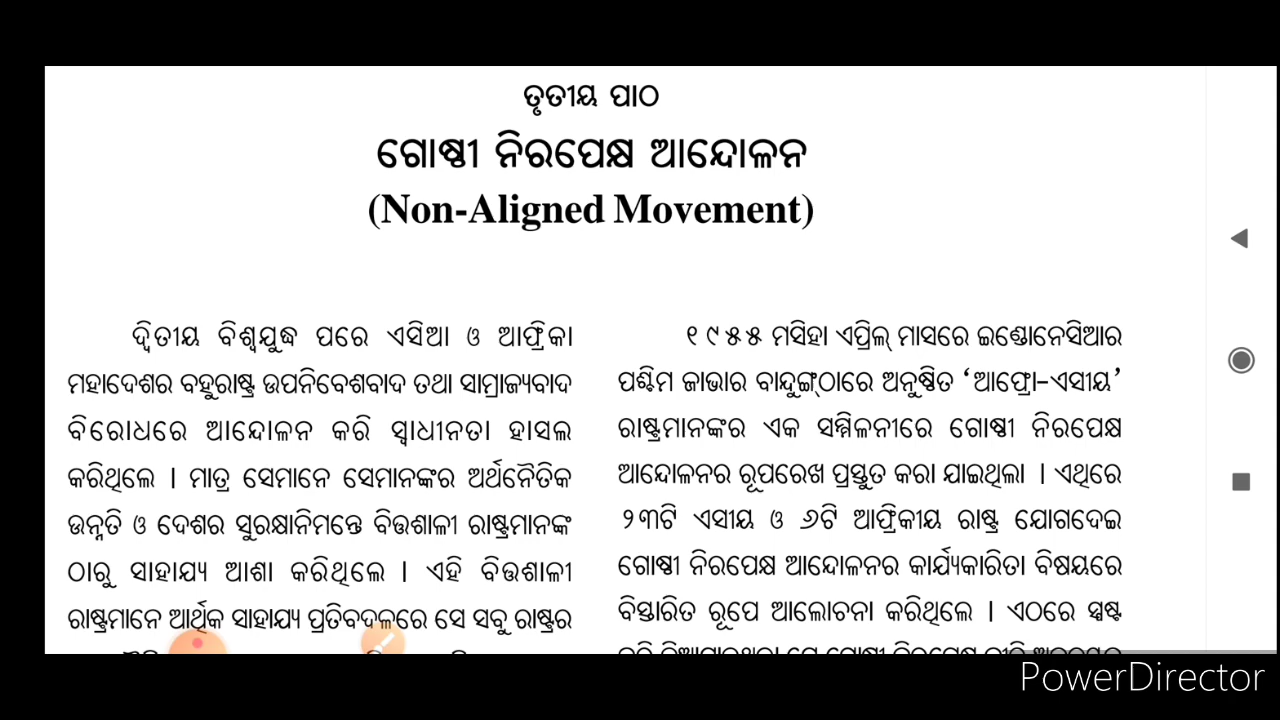 ତୃତୀୟ ପାଠ
ଗୋଷ୍ଠୀ ନିରପେକ୍ଷ ଆନ୍ଦୋଳନ
(Non-Aligned Movement)
ଦ୍ୱିତୀୟ ବିଶ୍ୱଯୁଦ୍ଧ ପରେ ଏସିଆ ଓ ଆଫ୍ରିକା
ମହାଦେଶର ବହୁରାଷ୍ଟ୍ର ଉପନିବେଶବାଦ ତଥା ସାମ୍ରାଜ୍ୟବାଦ
ବିରୋଧରେ ଆନ୍ଦୋଳନ କରି ସ୍ୱାଧୀନତା ହାସଲ
କରିଥିଲେ । ମାତ୍ର ସେମାନେ ସେମାନଙ୍କର ଅର୍ଥନୈତିକ
ଉନ୍ନତି ଓ ଦେଶର ସୁରକ୍ଷାନିମନ୍ତେ ବିତ୍ତଶାଳୀ ରାଷ୍ଟ୍ରମାନଙ୍କ
ଠାରୁ ସାହାଯ୍ୟ ଆଶା କରିଥିଲେ । ଏହି ବିତ୍ତଶାଳୀ
ରାଷ୍ଟ୍ରମାନେ ଆର୍ଥିକ ସାହାଯ୍ୟ ପ୍ରତିବଦଳରେ ସେ ସବୁ ରାଷ୍ଟ୍ରର
୧୯୫୫ ମସିହା ଏପ୍ରିଲ୍ ମାସରେ ଇଣ୍ଡୋନେସିଆର
ପଶ୍ଚିମ ଜାଭାର ବାନ୍ଦୁଙ୍ଗ୍‌ଠାରେ ଅନୁଷ୍ଠିତ ‘ଆଫ୍ରୋ-ଏସୀୟ’
ରାଷ୍ଟ୍ରମାନଙ୍କର ଏକ ସମ୍ମିଳନୀରେ ଗୋଷ୍ଠୀ ନିରପେକ୍ଷ
ଆନ୍ଦୋଳନର ରୂପରେଖ ପ୍ରସ୍ତୁତ କରା ଯାଇଥିଲା । ଏଥିରେ
୨୩ଟି ଏସୀୟ ଓ ୬ଟି ଆଫ୍ରିକୀୟ ରାଷ୍ଟ୍ର ଯୋଗଦେଇ
ଗୋଷ୍ଠୀ ନିରପେକ୍ଷ ଆନ୍ଦୋଳନର କାର୍ଯ୍ୟକାରିତା ବିଷୟରେ
ବିସ୍ତାରିତ ରୂପେ ଆଲୋଚନା କରିଥିଲେ । ଏଠରେ ସ୍ପଷ୍ଟ
PowerDirector